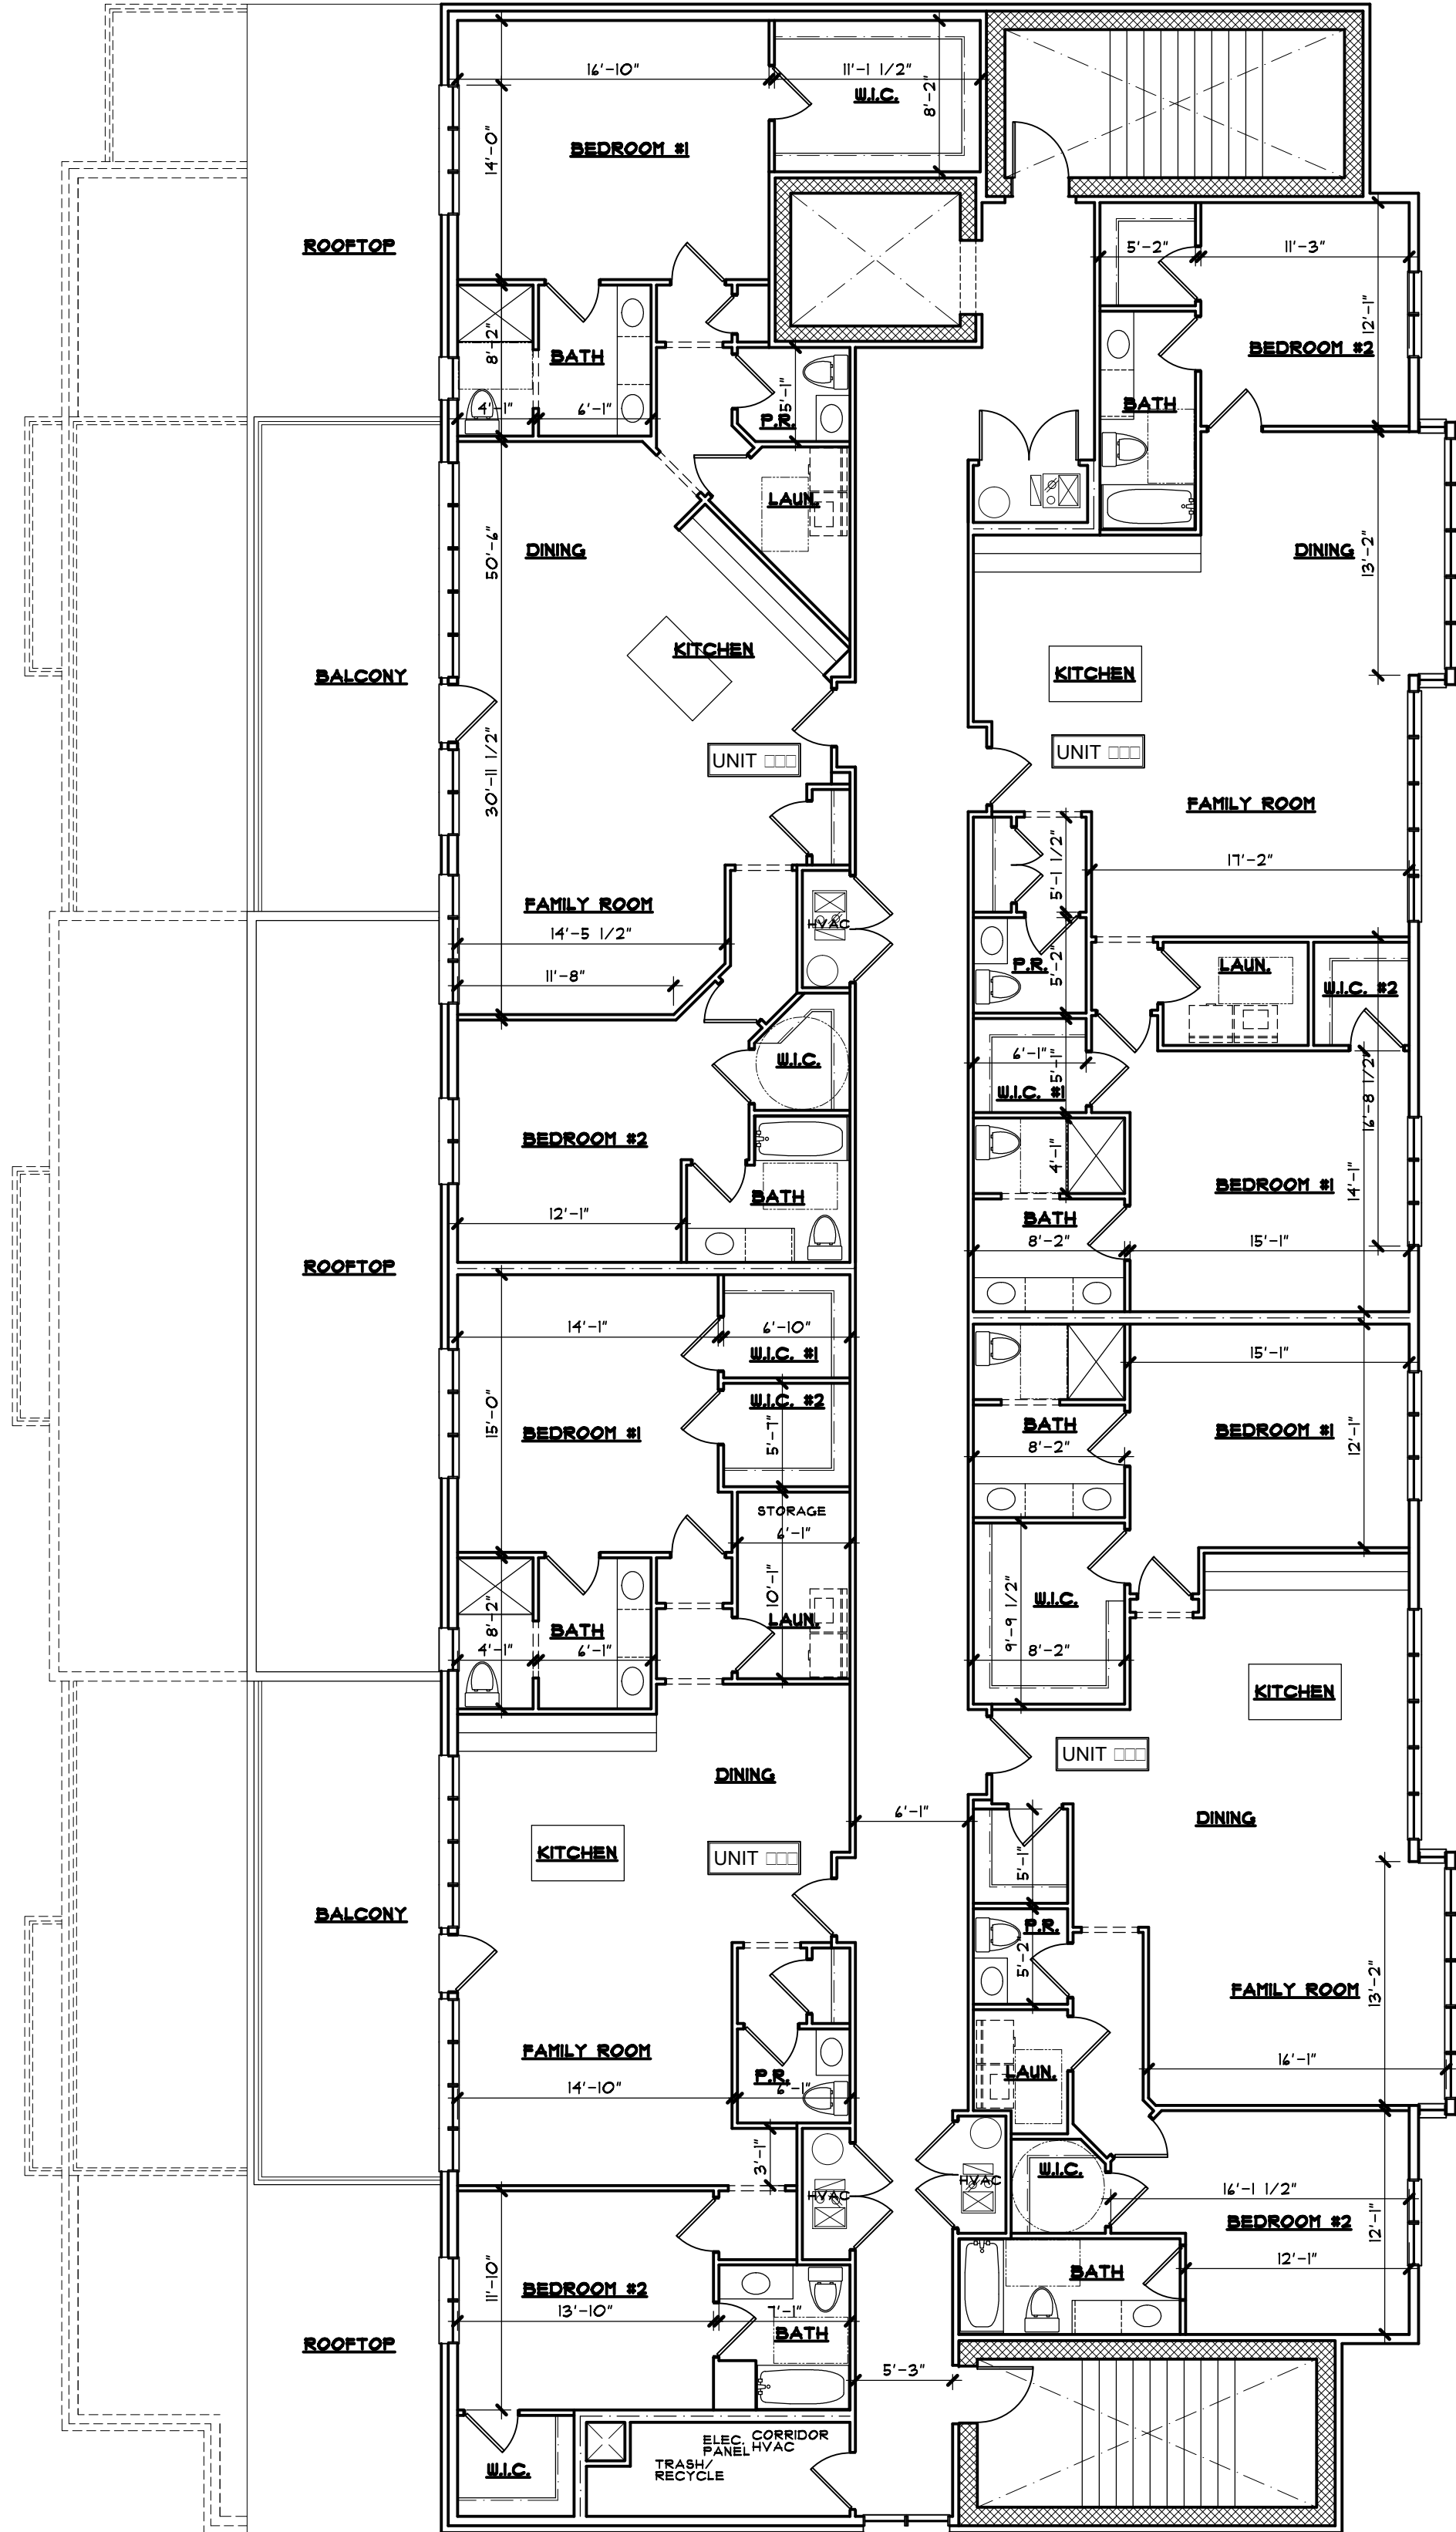 16'-10"
11'-1 1/2"
W.I.C.
8'-2"
BEDROOM #1
14'-0"
ROOFTOP
5'-2"
11'-3"
12'-1"
BEDROOM #2
8'-2"
BATH
4'-1"
6'-1"
5'-1"
P.R.
BATH
LAUN.
DINING
50'-6"
DINING
13'-2"
KITCHEN
BALCONY
KITCHEN
30'-11 1/2"
UNIT □□□
UNIT □□□
FAMILY ROOM
5'-1 1/2"
17'-2"
FAMILY ROOM
14'-5 1/2"
HVAC
11'-8"
P.R.
5'-2"
LAUN.
W.I.C. #2
W.I.C.
6'-1"
5'-1"
W.I.C. #1
16'-8 1/2"
BEDROOM #2
4'-1"
14'-1"
BEDROOM #1
BATH
12'-1"
BATH
8'-2"
15'-1"
ROOFTOP
14'-1"
6'-10"
W.I.C. #1
15'-1"
W.I.C. #2
15'-0"
BEDROOM #1
5'-7"
BATH
8'-2"
BEDROOM #1
12'-1"
STORAGE
6'-1"
10'-1"
LAUN.
8'-2"
BATH
4'-1"
6'-1"
W.I.C.
9'-9 1/2"
8'-2"
KITCHEN
DINING
UNIT □□□
6'-1"
DINING
KITCHEN
UNIT □□□
5'-1"
BALCONY
P.R.
5'-2"
FAMILY ROOM
13'-2"
FAMILY ROOM
16'-1"
14'-10"
P.R.
6'-1"
LAUN.
3'-1"
HVAC
HVAC
W.I.C.
16'-1 1/2"
BEDROOM #2
12'-1"
12'-1"
BATH
11'-10"
BEDROOM #2
13'-10"
7'-1"
BATH
ROOFTOP
5'-3"
ELEC.
PANEL
CORRIDOR
HVAC
TRASH/
RECYCLE
W.I.C.